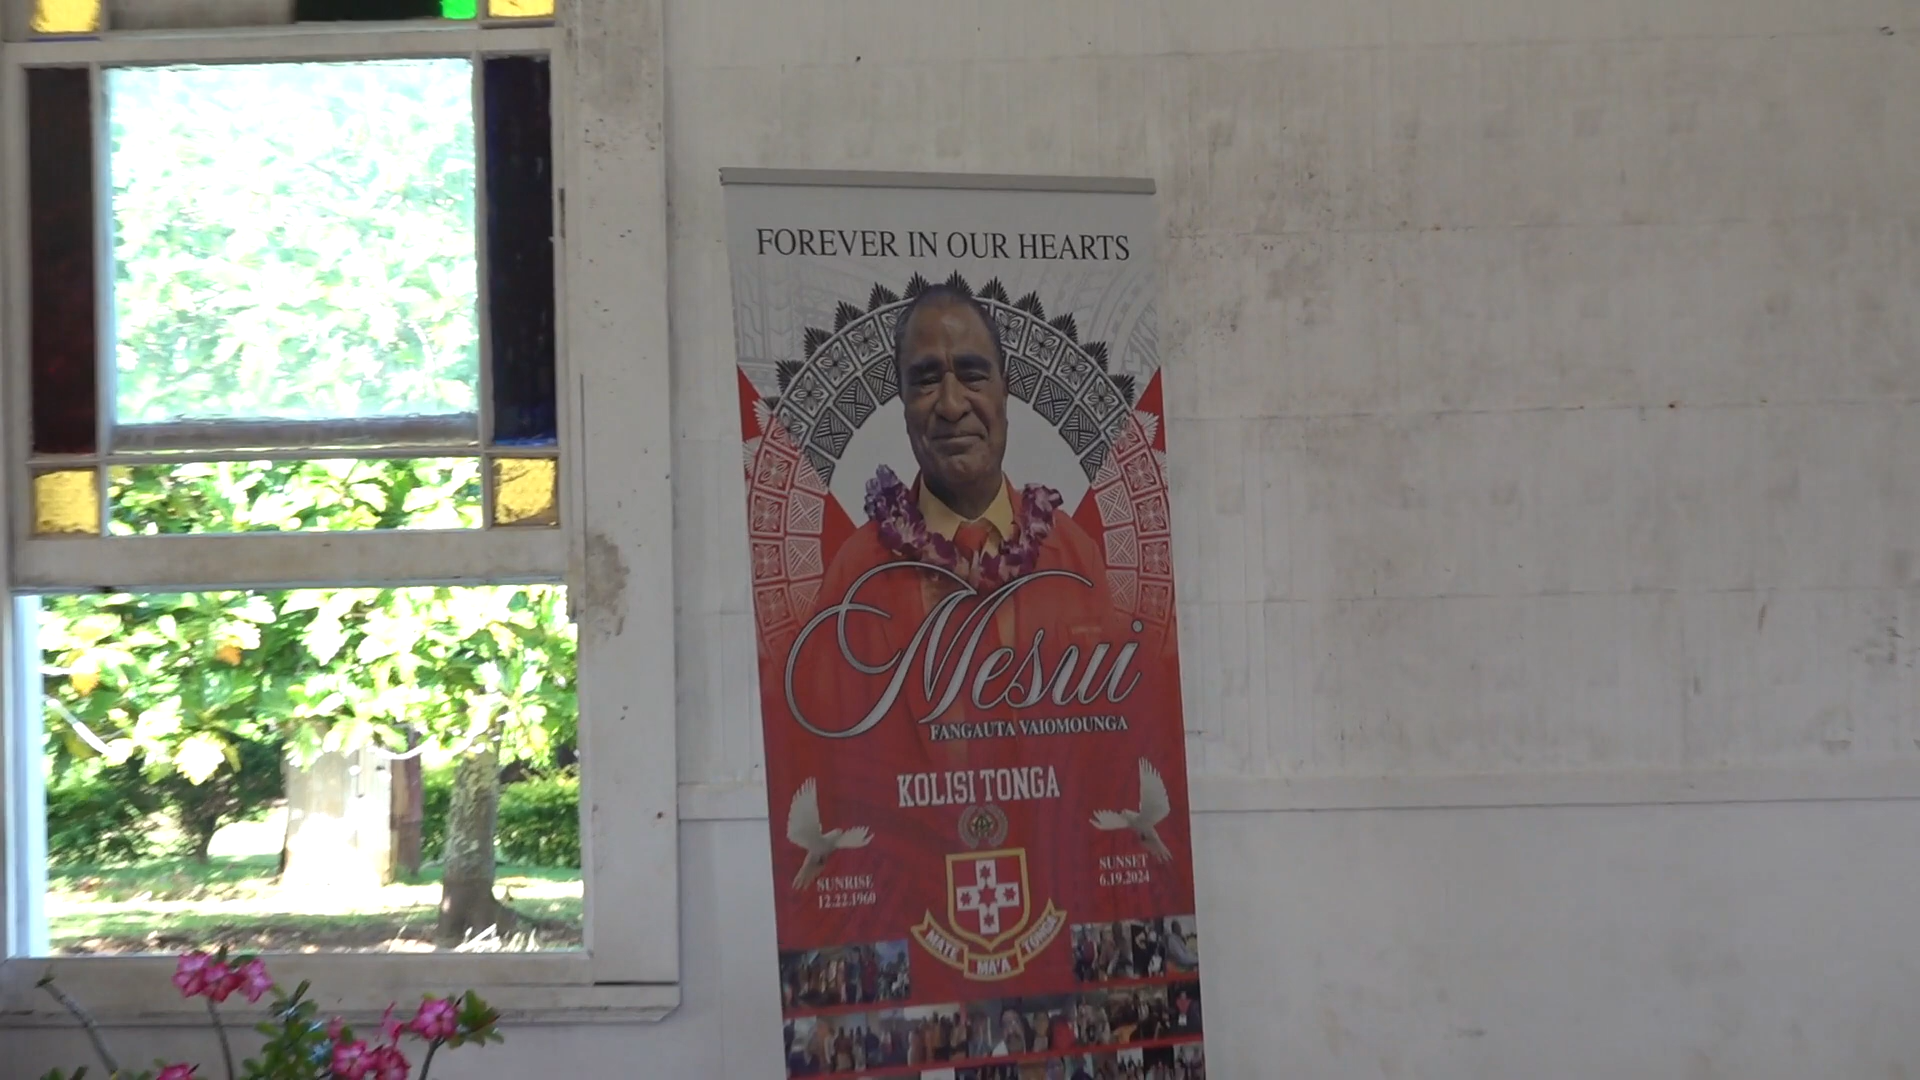 FOREVER IN OUR HEARTS
Mesui
FANGAUTA VAIOMOUNGA
KOLISI TONGA
SUNRISE
12.22.1960
SUNSET
6.19.2024
MATE MA'A TONGA